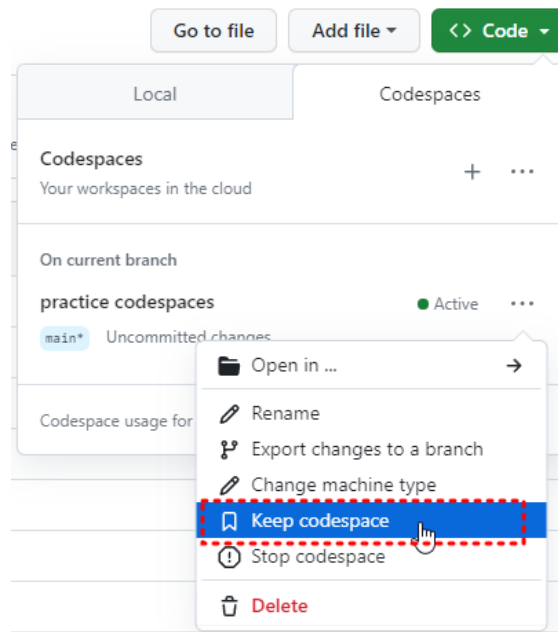 Go to file
Add file
<> Code
Local
Codespaces
Codespaces
Your workspaces in the cloud
On current branch
practice codespaces
Active
main*
Uncommitted changes
Codespace usage for
Open in ...
Rename
Export changes to a branch
Change machine type
Keep codespace
Stop codespace
Delete